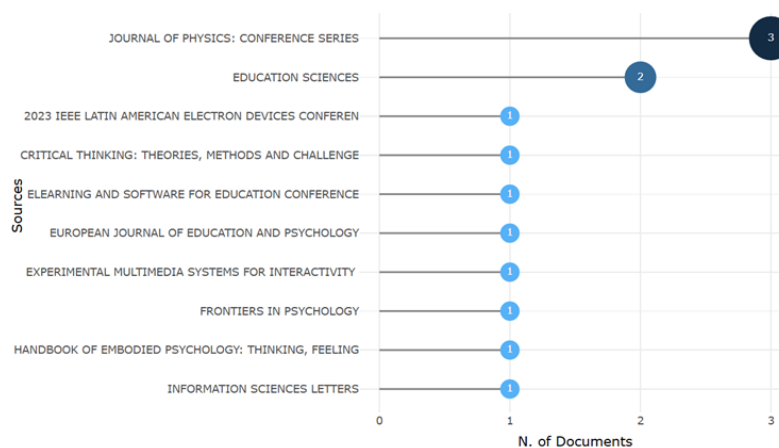 JOURNAL OF PHYSICS: CONFERENCE SERIES 3
EDUCATION SCIENCES 2
2023 IEEE LATIN AMERICAN ELECTRON DEVICES CONFEREN 1
CRITICAL THINKING: THEORIES, METHODS AND CHALLENGE 1
ELEARNING AND SOFTWARE FOR EDUCATION CONFERENCE 1
EUROPEAN JOURNAL OF EDUCATION AND PSYCHOLOGY 1
EXPERIMENTAL MULTIMEDIA SYSTEMS FOR INTERACTIVITY 1
FRONTIERS IN PSYCHOLOGY 1
HANDBOOK OF EMBODIED PSYCHOLOGY: THINKING, FEELING 1
INFORMATION SCIENCES LETTERS 1
Sources
0 1 2 3
N. of Documents